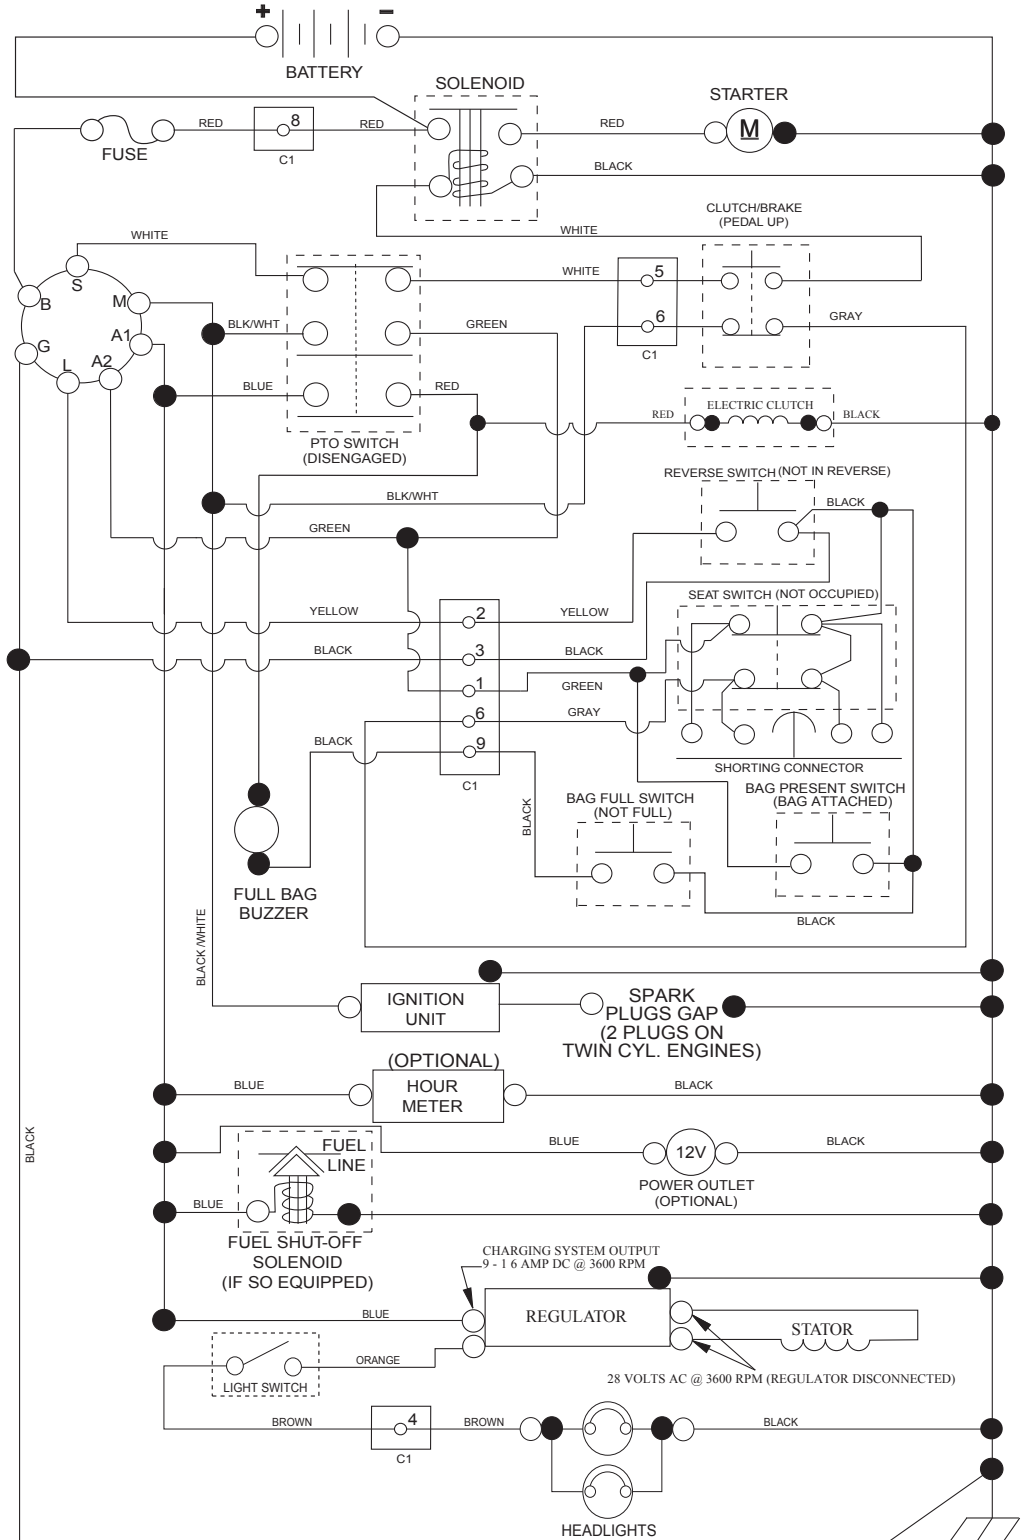 + −
BATTERY
SOLENOID
STARTER
RED
8
RED
RED
M
FUSE
C1
BLACK
CLUTCH/BRAKE
(PEDAL UP)
WHITE
WHITE
WHITE
5
S
B
M
BLK/WHT
GREEN
6
GRAY
A1
G
C1
L
A2
BLUE
RED
RED
ELECTRIC CLUTCH
BLACK
PTO SWITCH
(DISENGAGED)
REVERSE SWITCH (NOT IN REVERSE)
BLK/WHT
BLACK
GREEN
SEAT SWITCH (NOT OCCUPIED)
YELLOW
2
YELLOW
BLACK
3
BLACK
1
GREEN
6
GRAY
BLACK
9
SHORTING CONNECTOR
C1
BAG PRESENT SWITCH
(BAG ATTACHED)
BAG FULL SWITCH
(NOT FULL)
BLACK
FULL BAG
BUZZER
BLACK
BLACK /WHITE
IGNITION
UNIT
SPARK
PLUGS GAP
(2 PLUGS ON
TWIN CYL. ENGINES)
(OPTIONAL)
BLUE
HOUR
METER
BLACK
BLACK
FUEL
LINE
BLUE
12V
BLACK
POWER OUTLET
(OPTIONAL)
BLUE
FUEL SHUT-OFF
SOLENOID
(IF SO EQUIPPED)
CHARGING SYSTEM OUTPUT
9 - 1 6 AMP DC @ 3600 RPM
BLUE
REGULATOR
STATOR
ORANGE
LIGHT SWITCH
28 VOLTS AC @ 3600 RPM (REGULATOR DISCONNECTED)
BROWN
4
BROWN
BLACK
C1
HEADLIGHTS